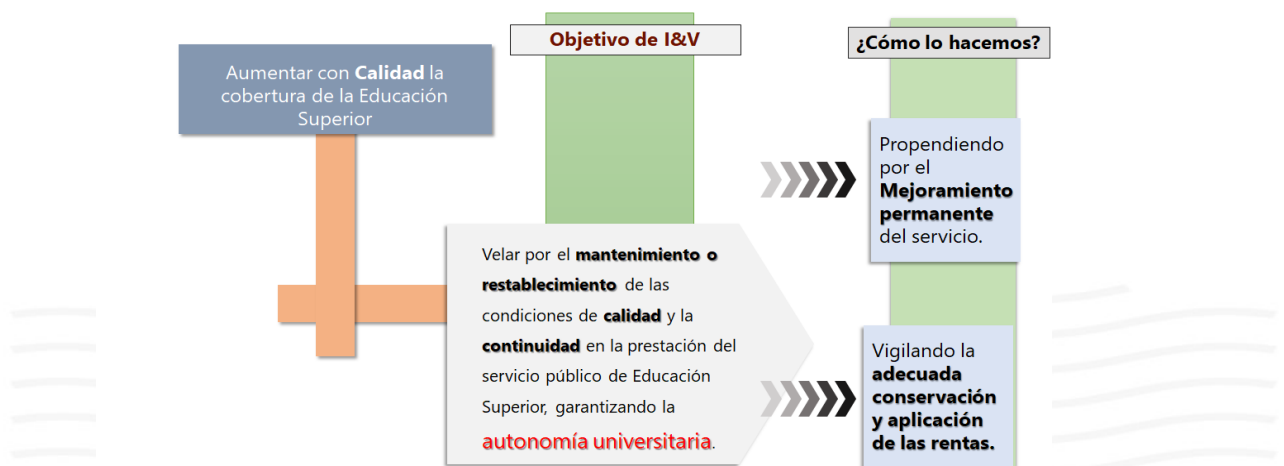 Aumentar con Calidad la
cobertura de la Educación
Superior
Objetivo de I&V
Velar por el mantenimiento o
restablecimiento de las
condiciones de calidad y la
continuidad en la prestación del
servicio público de Educación
Superior, garantizando la
autonomía universitaria.
¿Cómo lo hacemos?
Propendiendo
por el
Mejoramiento
permanente
del servicio.
Vigilando la
adecuada
conservación
y aplicación
de las rentas.